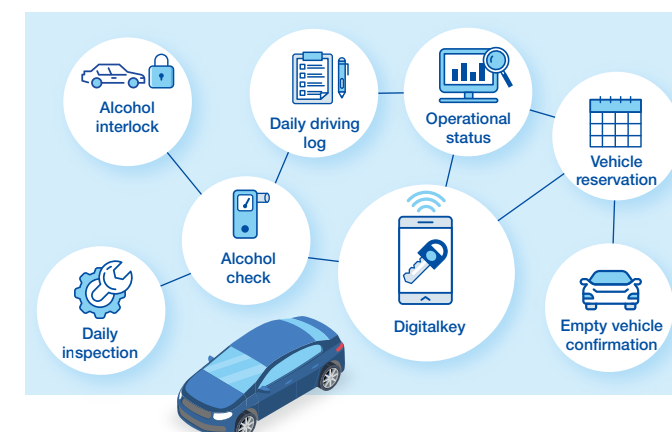 Alcohol
interlock
Daily driving
log
Operational
status
Vehicle
reservation
Alcohol
check
Digitalkey
Daily
inspection
Empty vehicle
confirmation